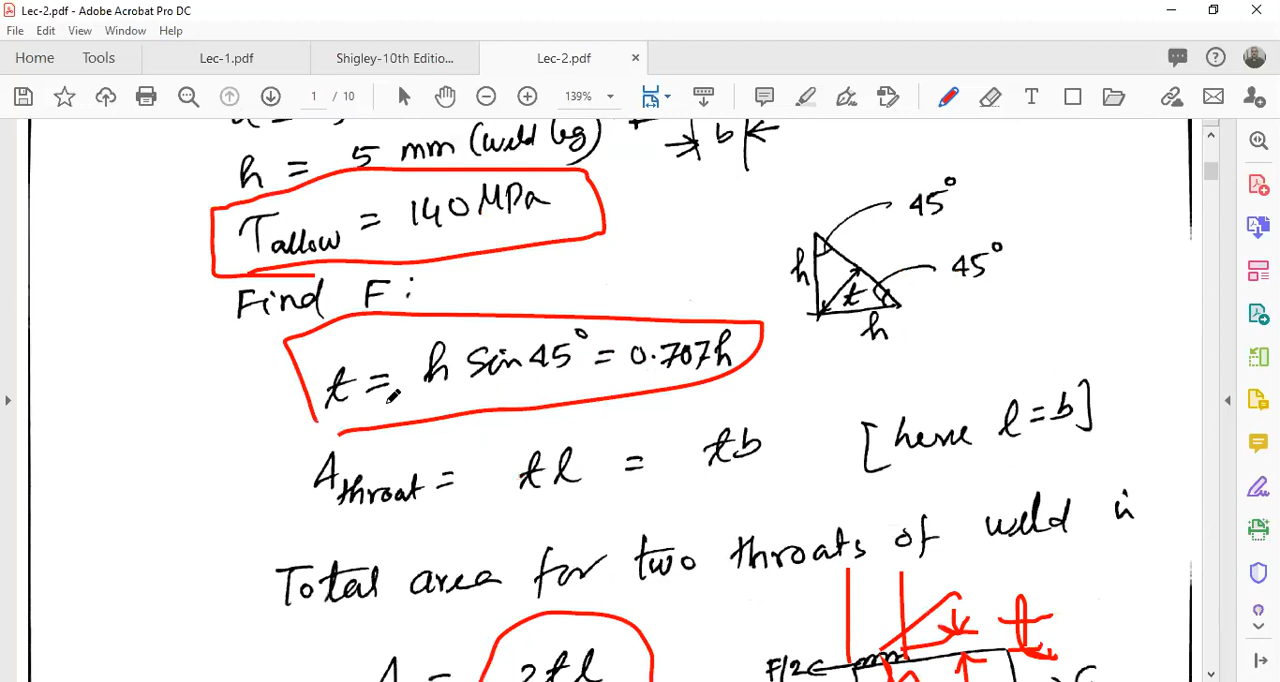 Lec-2.pdf - Adobe Acrobat Pro DC
File Edit View Window Help
Home Tools Lec-1.pdf Shigley-10th Editio... Lec-2.pdf ×
1 / 10 139%
h = 5 mm (weld leg)
b
τallow = 140 MPa
45°
45°
h
t
h
Find F:
t = h Sin 45° = 0.707h
Athroat = tl = tb [here l = b]
Total area for two throats of weld is
t
A = 2tl
F/2